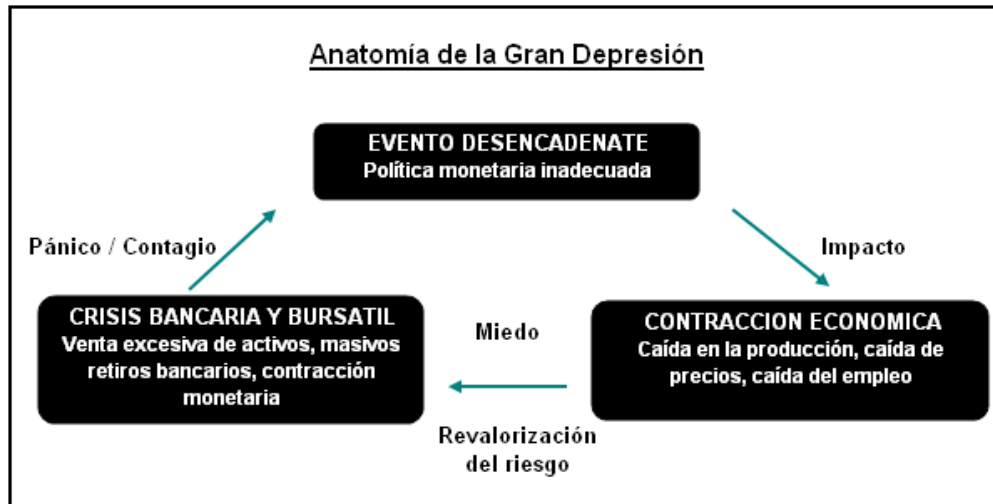 Anatomía de la Gran Depresión
EVENTO DESENCADENATE
Política monetaria inadecuada
Pánico / Contagio
Impacto
CRISIS BANCARIA Y BURSATIL
Venta excesiva de activos, masivos
retiros bancarios, contracción
monetaria
Miedo
CONTRACCION ECONOMICA
Caída en la producción, caída de
precios, caída del empleo
Revalorización
del riesgo